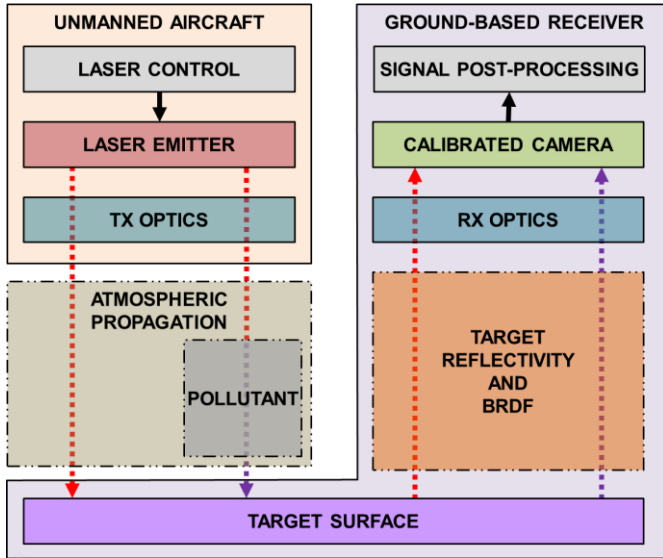 UNMANNED AIRCRAFT
LASER CONTROL
LASER EMITTER
TX OPTICS
ATMOSPHERIC
PROPAGATION
POLLUTANT
GROUND-BASED RECEIVER
SIGNAL POST-PROCESSING
CALIBRATED CAMERA
RX OPTICS
TARGET
REFLECTIVITY
AND
BRDF
TARGET SURFACE